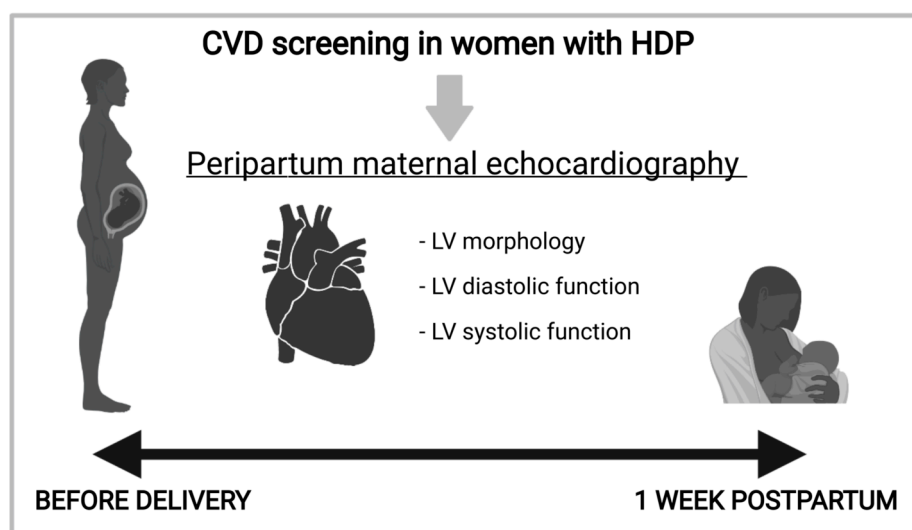 CVD screening in women with HDP
Peripartum maternal echocardiography
- LV morphology
- LV diastolic function
- LV systolic function
BEFORE DELIVERY
1 WEEK POSTPARTUM